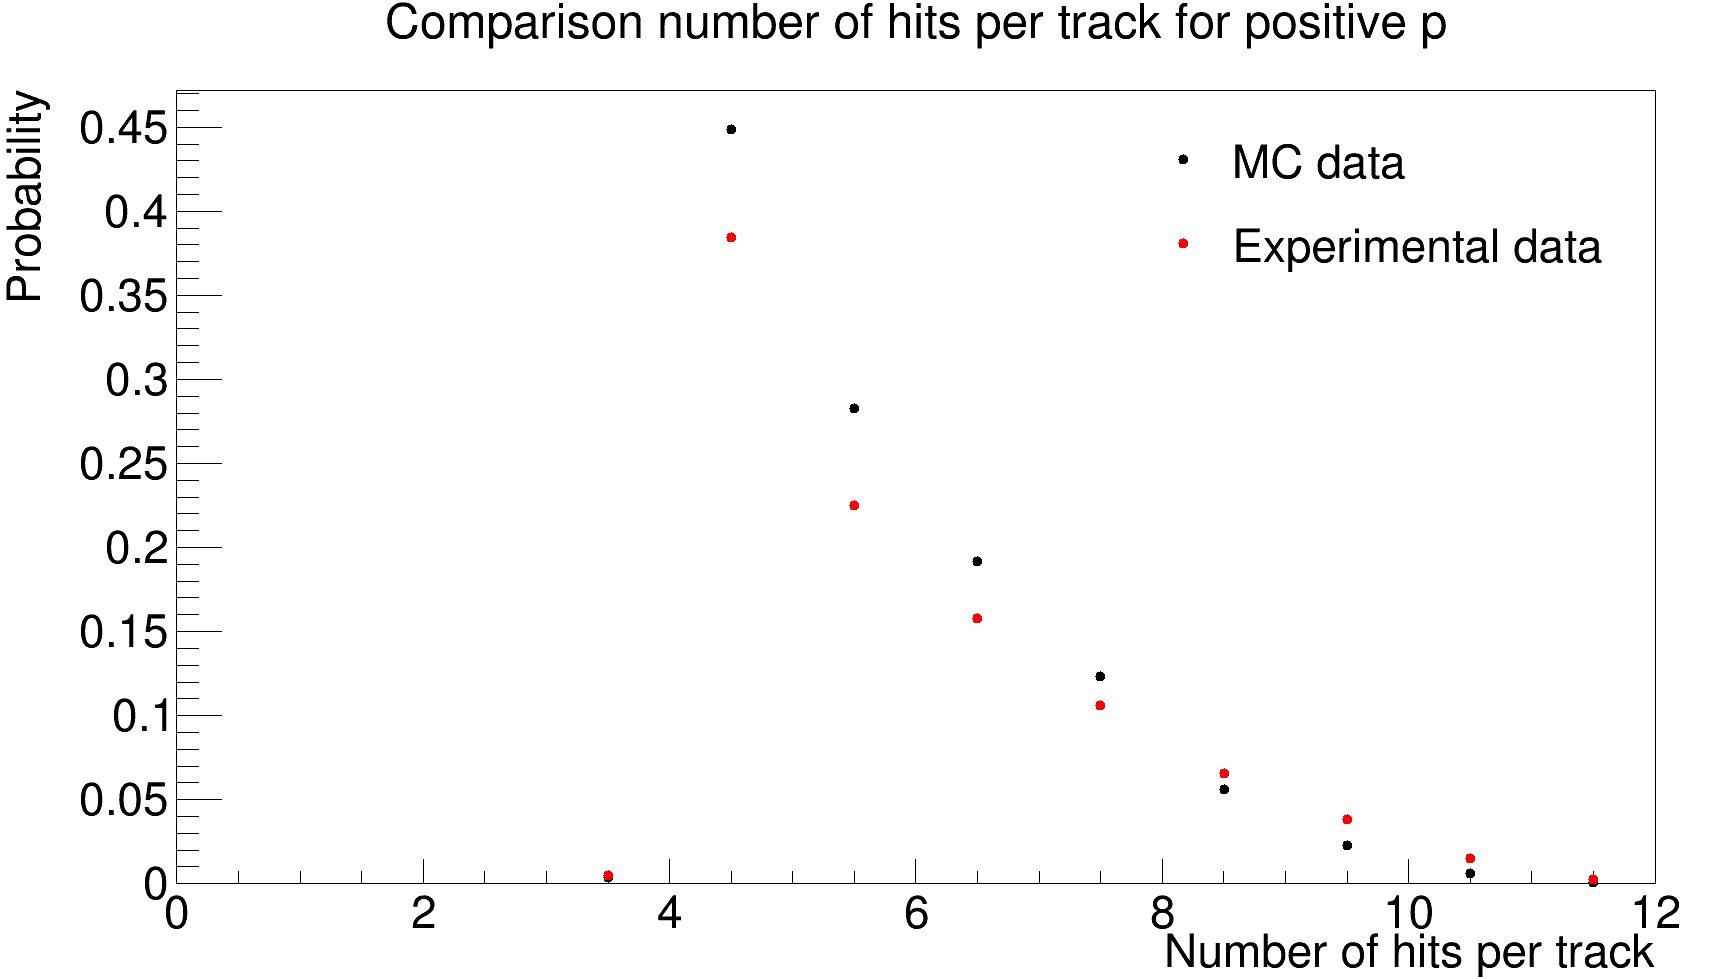 Comparison number of hits per track for positive p
Probability
0.45
0.4
0.35
0.3
0.25
0.2
0.15
0.1
0.05
0
MC data
Experimental data
0 2 4 6 8 10 12
Number of hits per track